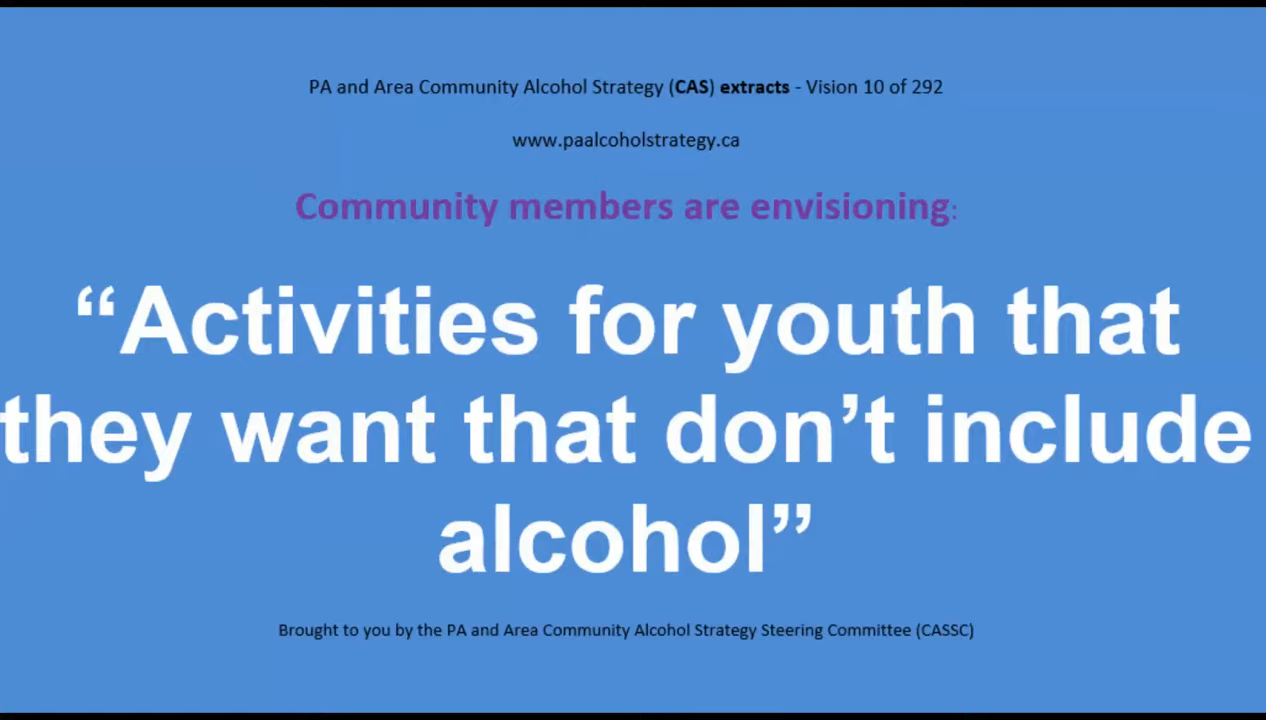 PA and Area Community Alcohol Strategy (CAS) extracts - Vision 10 of 292
www.paalcoholstrategy.ca
Community members are envisioning:
“Activities for youth that
they want that don’t include
alcohol”
Brought to you by the PA and Area Community Alcohol Strategy Steering Committee (CASSC)